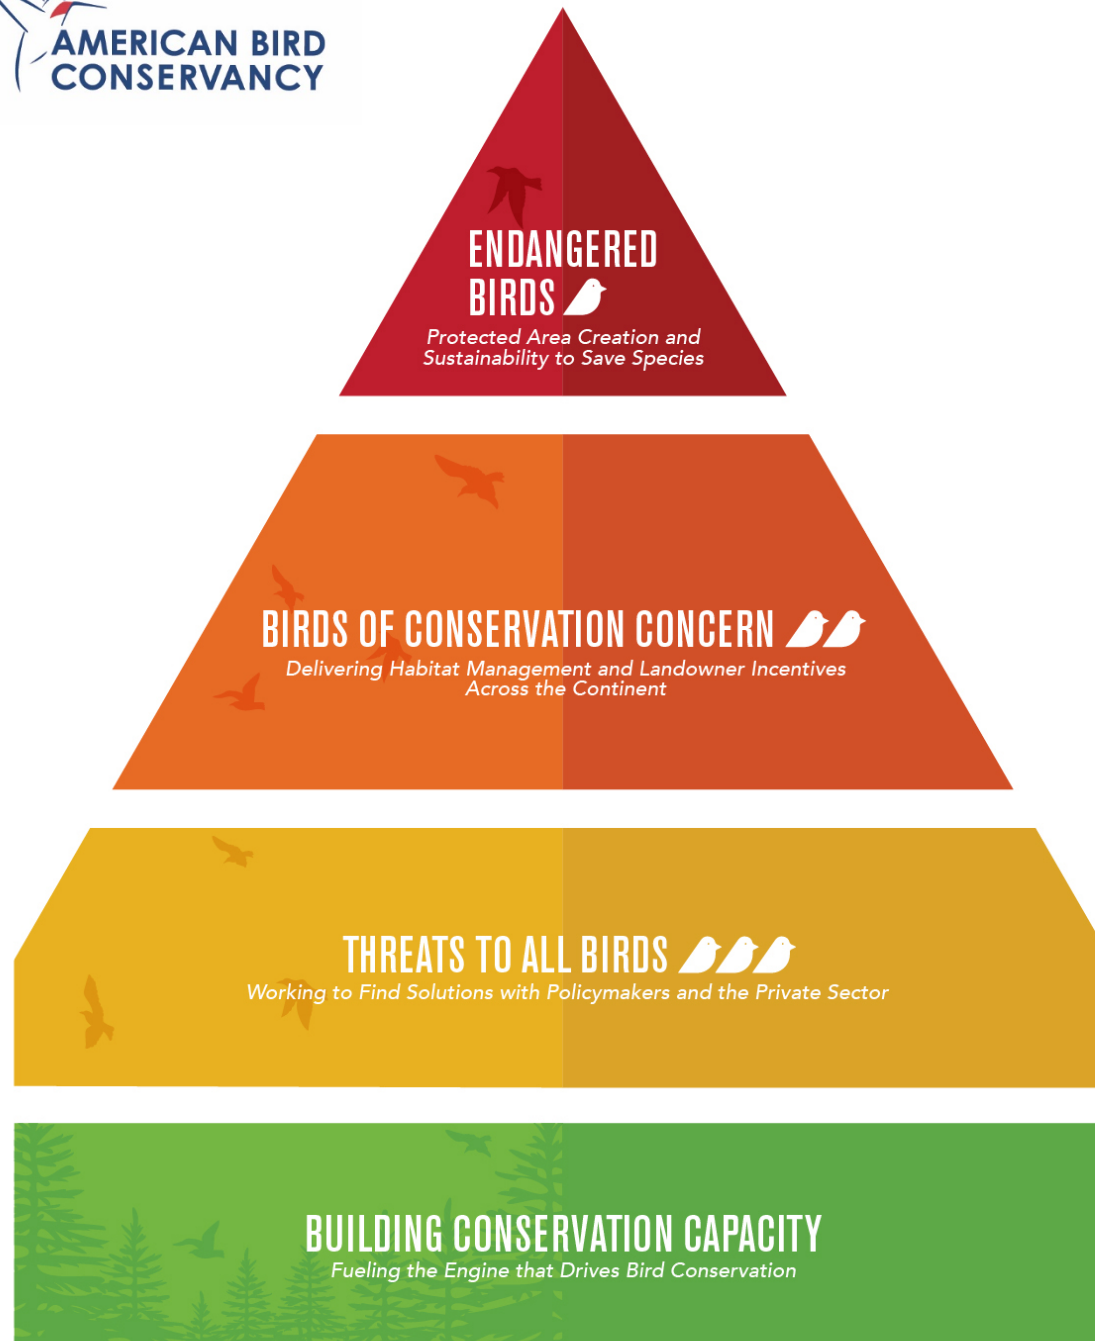 AMERICAN BIRD
CONSERVANCY
ENDANGERED
BIRDS
Protected Area Creation and
Sustainability to Save Species
BIRDS OF CONSERVATION CONCERN
Delivering Habitat Management and Landowner Incentives
Across the Continent
THREATS TO ALL BIRDS
Working to Find Solutions with Policymakers and the Private Sector
BUILDING CONSERVATION CAPACITY
Fueling the Engine that Drives Bird Conservation